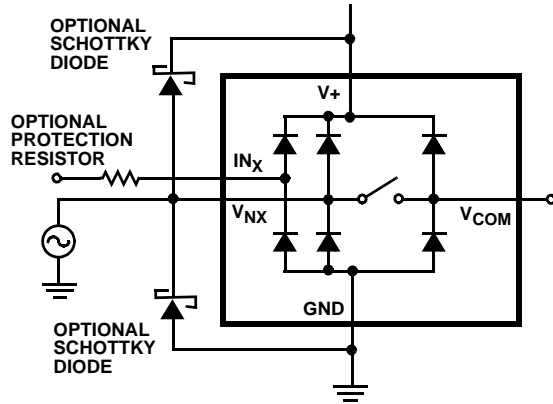 OPTIONAL
SCHOTTKY
DIODE
V+
OPTIONAL
PROTECTION
RESISTOR
INX
VNX
VCOM
GND
OPTIONAL
SCHOTTKY
DIODE